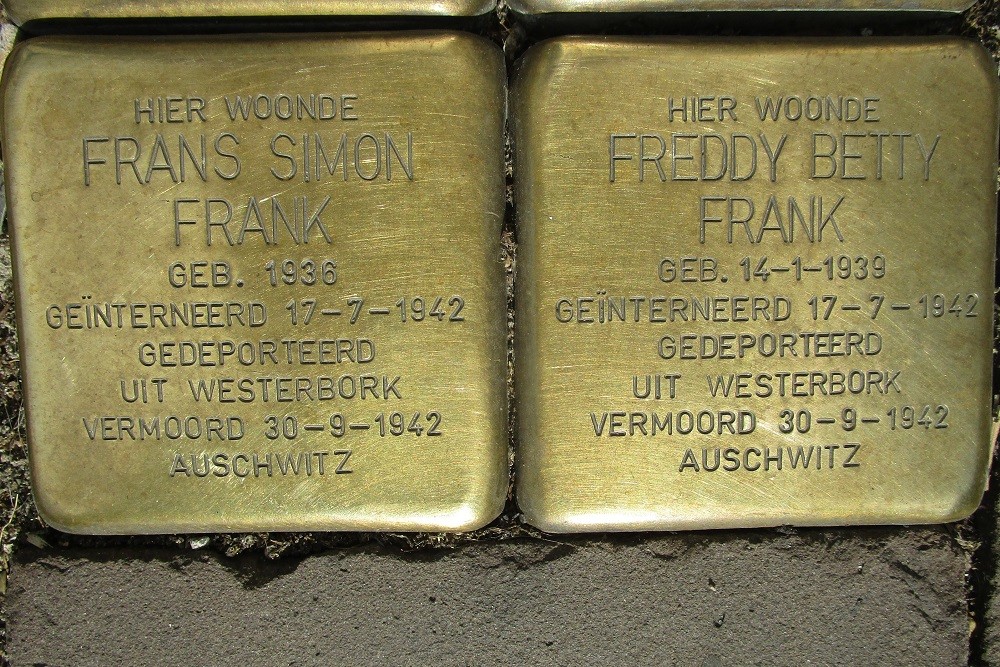 HIER WOONDE
FRANS SIMON
FRANK
GEB. 1936
GEÏNTERNEERD 17-7-1942
GEDEPORTEERD
UIT WESTERBORK
VERMOORD 30-9-1942
AUSCHWITZ
HIER WOONDE
FREDDY BETTY
FRANK
GEB. 14-1-1939
GEÏNTERNEERD 17-7-1942
GEDEPORTEERD
UIT WESTERBORK
VERMOORD 30-9-1942
AUSCHWITZ